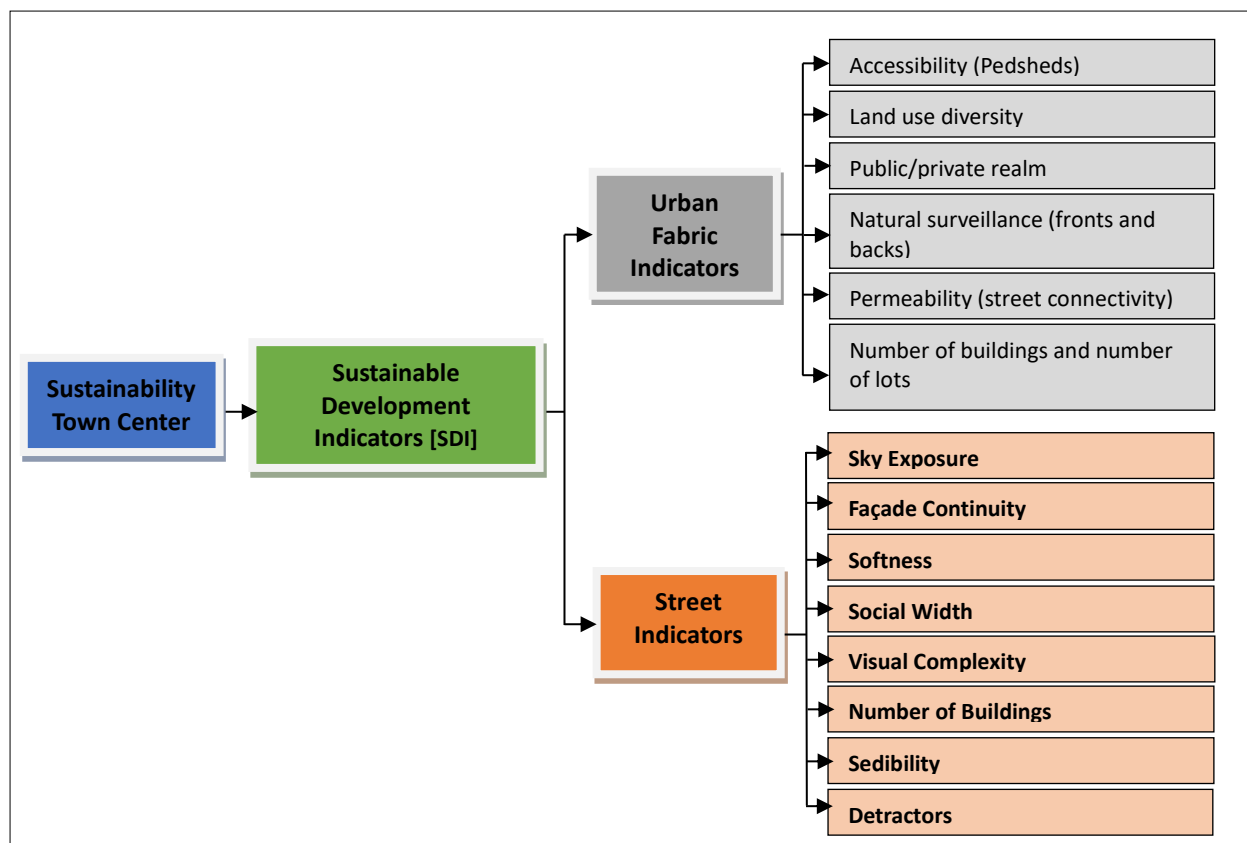 Sustainability
Town Center
Sustainable
Development
Indicators [SDI]
Urban
Fabric
Indicators
Accessibility (Pedsheds)
Land use diversity
Public/private realm
Natural surveillance (fronts and
backs)
Permeability (street connectivity)
Number of buildings and number
of lots
Street
Indicators
Sky Exposure
Façade Continuity
Softness
Social Width
Visual Complexity
Number of Buildings
Sedibility
Detractors